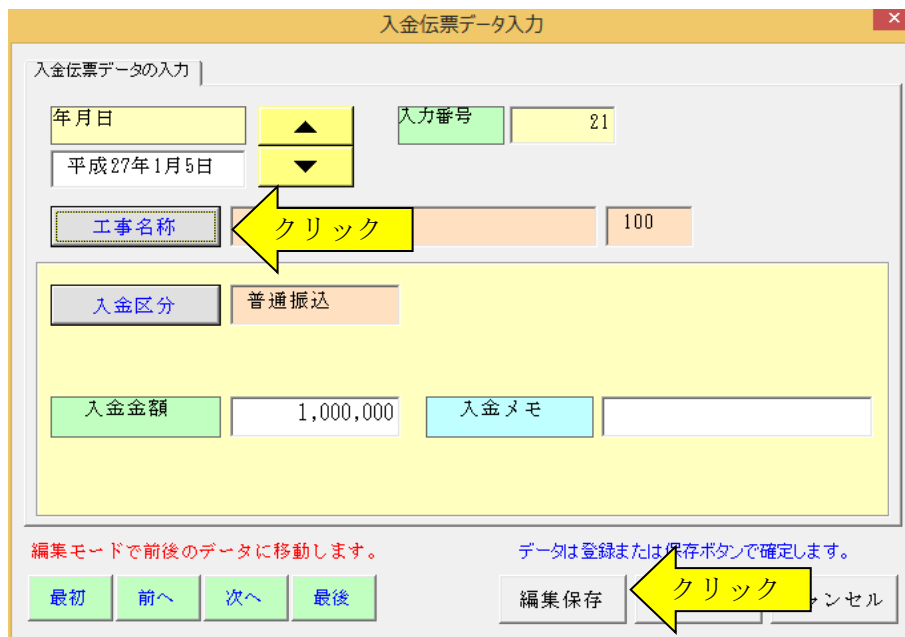 入金伝票データ入力
入金伝票データの入力
年月日
入力番号
21
平成27年1月5日
工事名称
クリック
100
入金区分
普通振込
入金金額
1,000,000
入金メモ
編集モードで前後のデータに移動します。
データは登録または保存ボタンで確定します。
最初
前へ
次へ
最後
編集保存
クリック
ャンセル